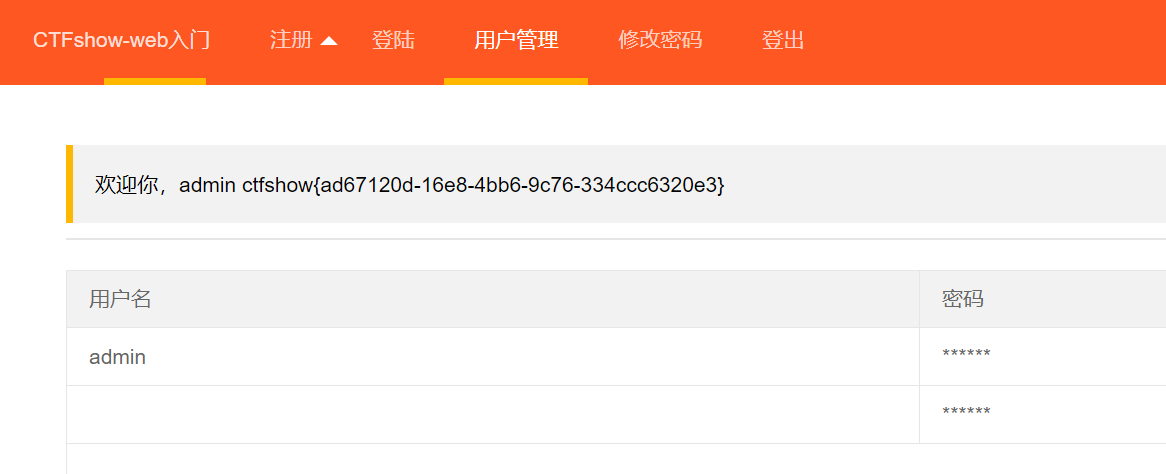 CTFshow-web入门 注册 登陆 用户管理 修改密码 登出
欢迎你，admin ctfshow{ad67120d-16e8-4bb6-9c76-334ccc6320e3}
用户名 密码
admin ******
******